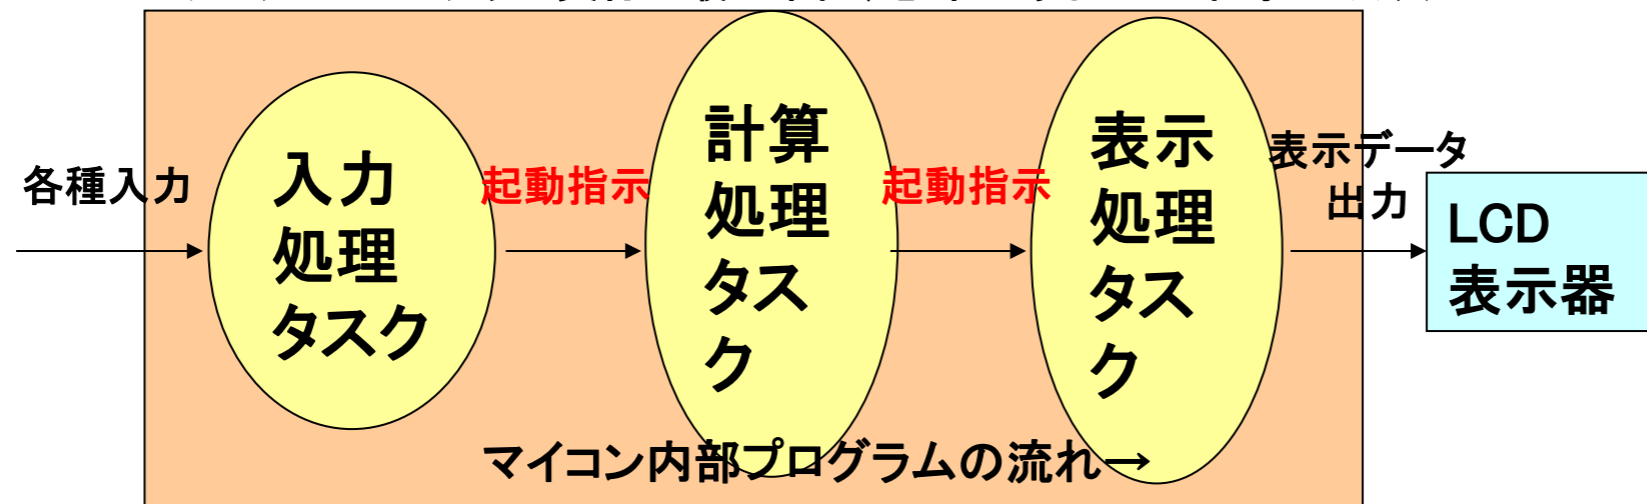 各種入力
入力
処理
タスク
起動指示
計算
処理
タス
ク
起動指示
表示
処理
タス
ク
表示データ
出力
LCD
表示器
マイコン内部プログラムの流れ→